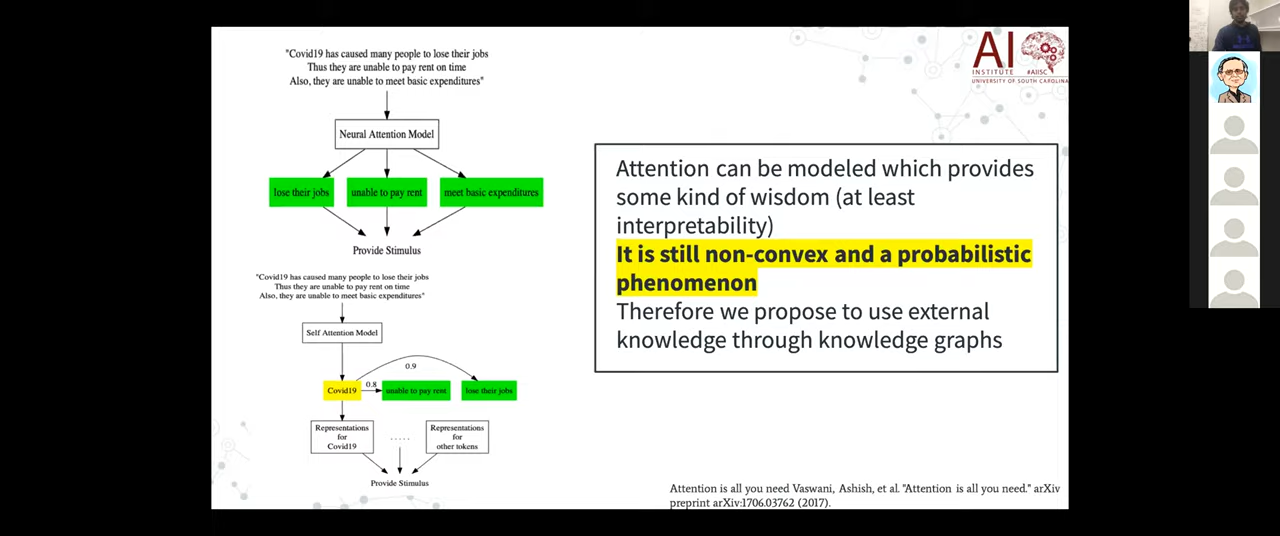 "Covid19 has caused many people to lose their jobs
Thus they are unable to pay rent on time
Also, they are unable to meet basic expenditures"
Neural Attention Model
lose their jobs
unable to pay rent
meet basic expenditures
Provide Stimulus
"Covid19 has caused many people to lose their jobs
Thus they are unable to pay rent on time
Also, they are unable to meet basic expenditures"
Self Attention Model
0.9
Covid19
0.8
unable to pay rent
lose their jobs
Representations
for
Covid19
.....
Representations
for
other tokens
Provide Stimulus
AI
INSTITUTE #AIISC
UNIVERSITY OF SOUTH CAROLINA
Attention can be modeled which provides
some kind of wisdom (at least
interpretability)
It is still non-convex and a probabilistic
phenomenon
Therefore we propose to use external
knowledge through knowledge graphs
Attention is all you need Vaswani, Ashish, et al. "Attention is all you need." arXiv
preprint arXiv:1706.03762 (2017).